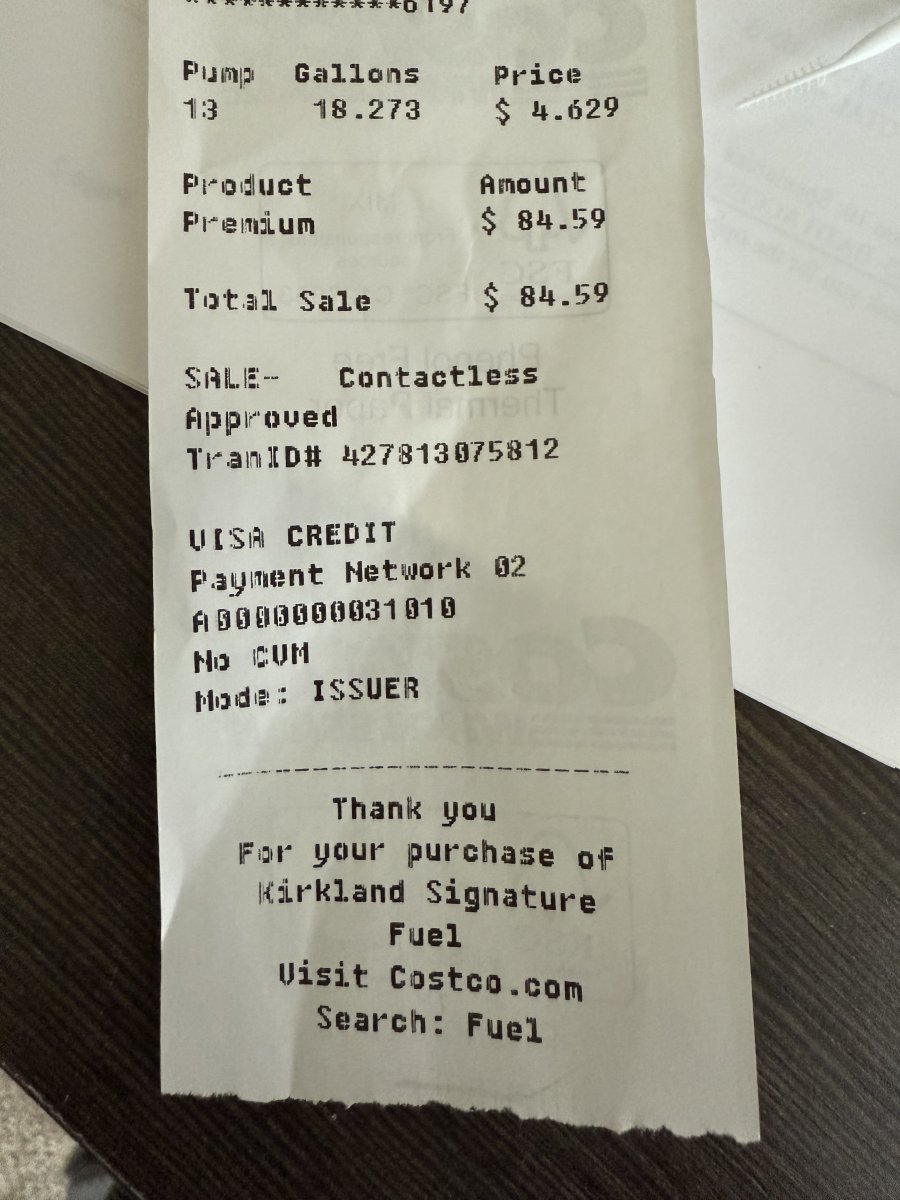 ************6197
Pump Gallons Price
13 18.273 $ 4.629
Product Amount
Premium $ 84.59
Total Sale $ 84.59
SALE- Contactless
Approved
TranID# 427813075812
VISA CREDIT
Payment Network 02
A0000000031010
No CVM
Mode: ISSUER
--------------------------------
Thank you
For your purchase of
Kirkland Signature
Fuel
Visit Costco.com
Search: Fuel